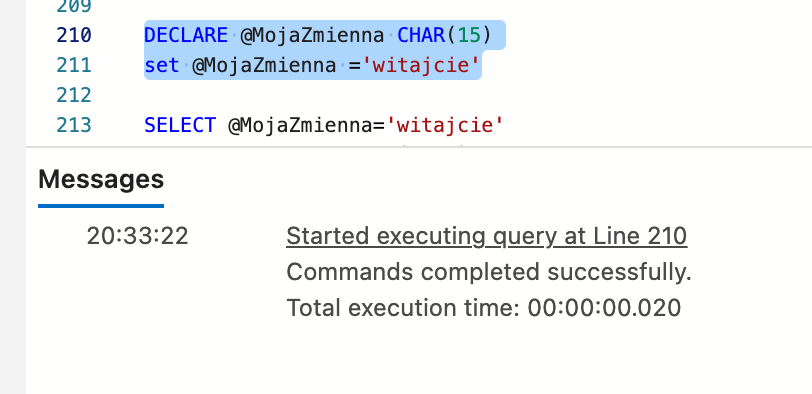 209
210 DECLARE @MojaZmienna CHAR(15)
211 set @MojaZmienna ='witajcie'
212
213 SELECT @MojaZmienna='witajcie'
Messages
20:33:22 Started executing query at Line 210
Commands completed successfully.
Total execution time: 00:00:00.020